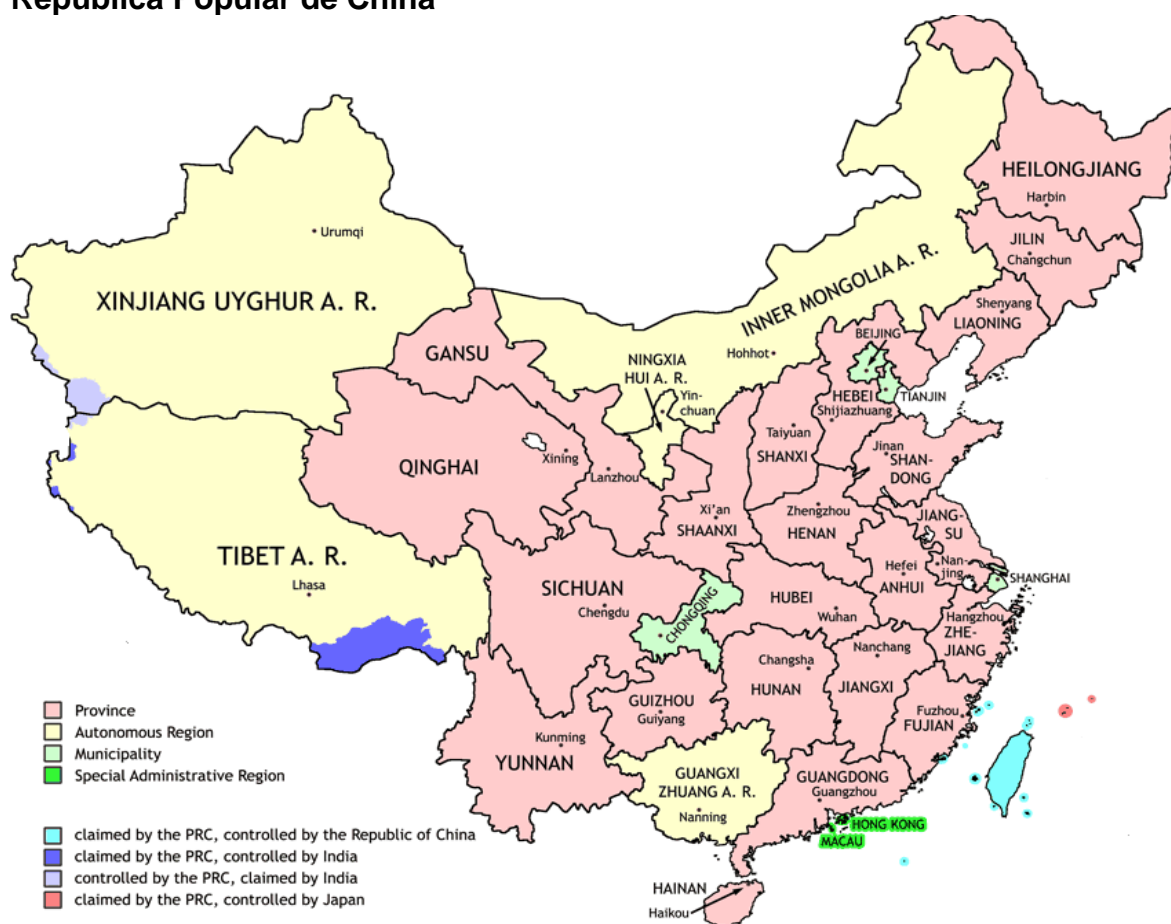 República Popular de China
HEILONGJIANG
Harbin
JILIN
Changchun
Urumqi
XINJIANG UYGHUR A. R.
INNER MONGOLIA A. R.
Shenyang
LIAONING
BEIJING
GANSU
Hohhot
NINGXIA
HUI A. R.
Yin-
chuan
HEBEI
Shijiazhuang
TIANJIN
Taiyuan
SHANXI
Jinan
SHAN-
DONG
QINGHAI
Xining
Lanzhou
Xi'an
SHAANXI
Zhengzhou
HENAN
JIANG-
SU
TIBET A. R.
Lhasa
Hefei
ANHUI
Nan-
jing
SHANGHAI
SICHUAN
Chengdu
CHONGQING
HUBEI
Wuhan
Hangzhou
ZHE-
JIANG
Changsha
HUNAN
Nanchang
JIANGXI
GUIZHOU
Guiyang
Fuzhou
FUJIAN
Kunming
YUNNAN
GUANGXI
ZHUANG A. R.
Nanning
GUANGDONG
Guangzhou
HONG KONG
MACAU
HAINAN
Haikou
Province
Autonomous Region
Municipality
Special Administrative Region
claimed by the PRC, controlled by the Republic of China
claimed by the PRC, controlled by India
controlled by the PRC, claimed by India
claimed by the PRC, controlled by Japan